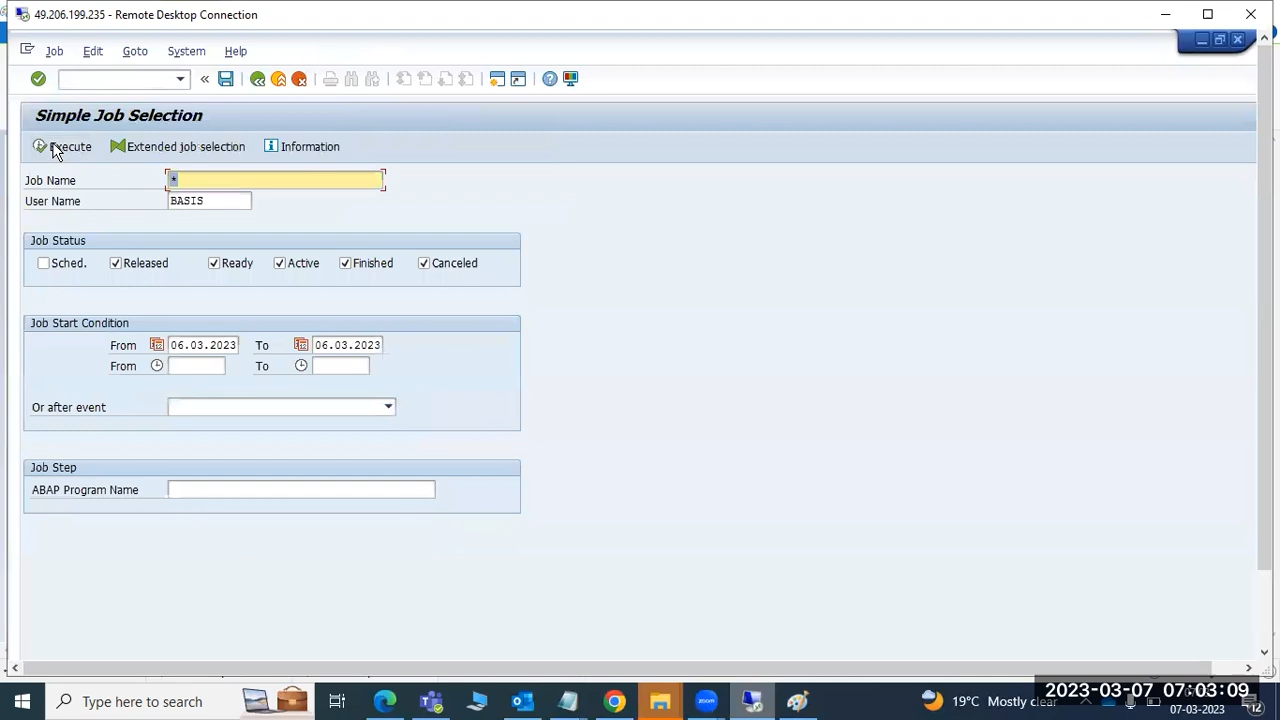 49.206.199.235 - Remote Desktop Connection
Job Edit Goto System Help
Simple Job Selection
Execute Extended job selection Information
Job Name *
User Name BASIS
Job Status
Sched. Released Ready Active Finished Canceled
Job Start Condition
From 06.03.2023 To 06.03.2023
From To
Or after event
Job Step
ABAP Program Name
Type here to search
19°C Mostly clear
2023-03-07 07:03:09
07-03-2023